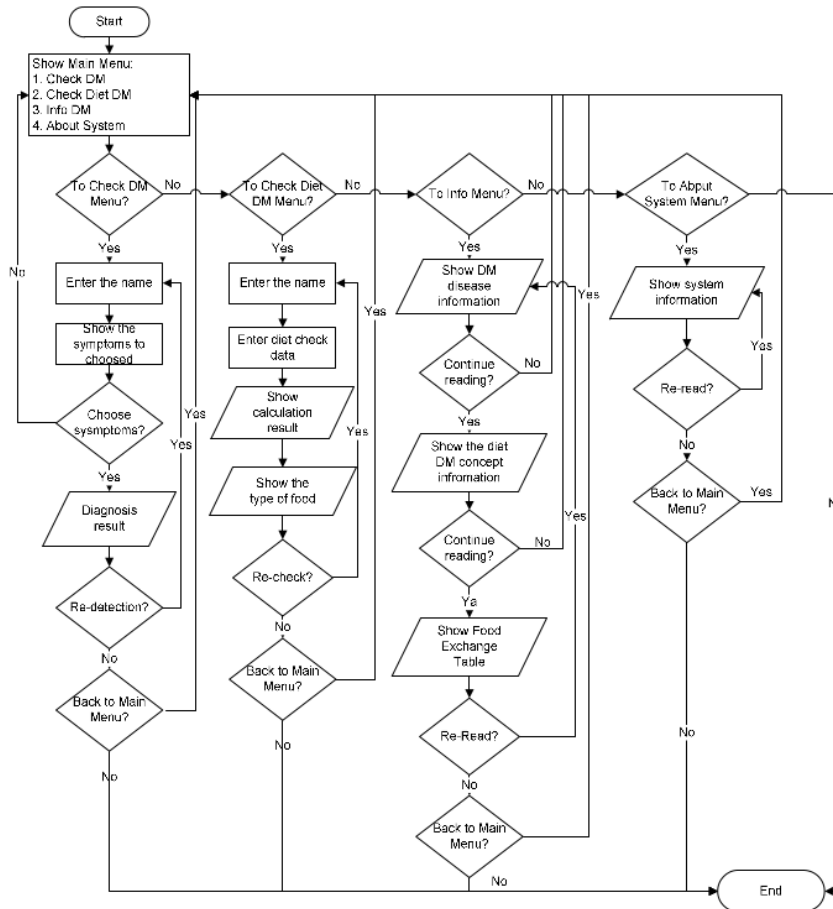 Start
Show Main Menu:
1. Check DM
2. Check Diet DM
3. Info DM
4. About System
To Check DM
Menu?
No
To Check Diet
DM Menu?
No
To Info Menu?
No
To Abput
System Menu?
Yes
Yes
Yes
Yes
No
Enter the name
Enter the name
Show DM
disease
information
Yes
Show system
information
Show the
symptoms to
choosed
Enter diet check
data
Yes
Continue
reading?
No
Yes
Re-read?
Choose
sysmptoms?
Yes
Yes
Show
calculation
result
Yes
Yes
No
Show the diet
DM concept
infromation
Yes
Diagnosis
result
Show the
type of food
Back to Main
Menu?
Yes
N
Continue
reading?
No
Re-detection?
Re-check?
Ya
No
No
Show Food
Exchange
Table
Back to Main
Menu?
Back to Main
Menu?
Re-Read?
No
No
No
No
Back to Main
Menu?
No
End